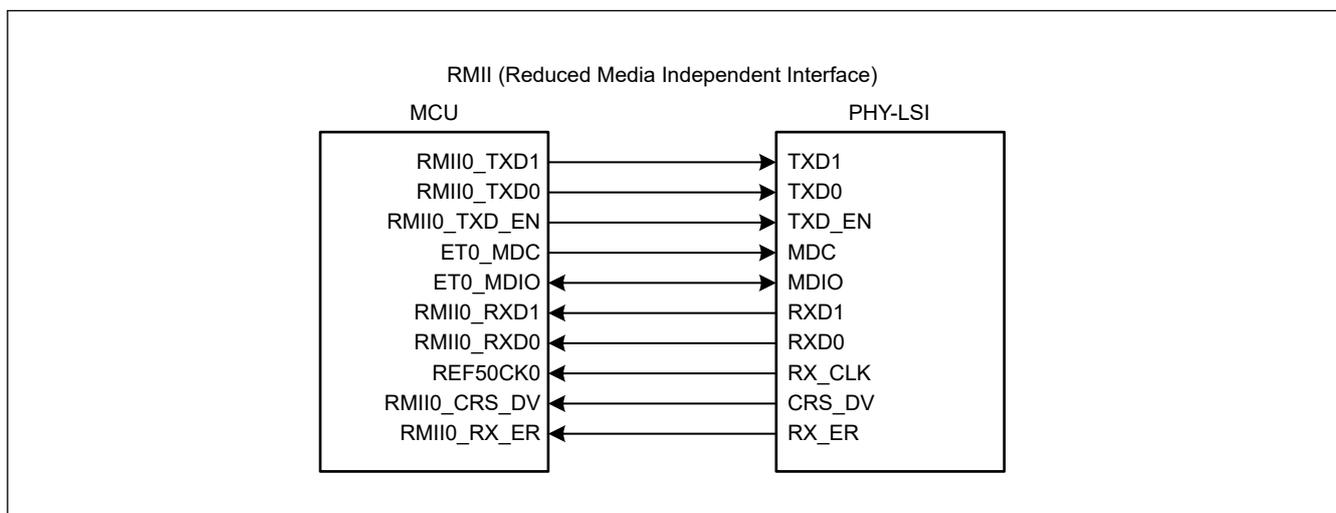 RMII (Reduced Media Independent Interface)
MCU PHY-LSI
RMII0_TXD1 TXD1
RMII0_TXD0 TXD0
RMII0_TXD_EN TXD_EN
ET0_MDC MDC
ET0_MDIO MDIO
RMII0_RXD1 RXD1
RMII0_RXD0 RXD0
REF50CK0 RX_CLK
RMII0_CRS_DV CRS_DV
RMII0_RX_ER RX_ER